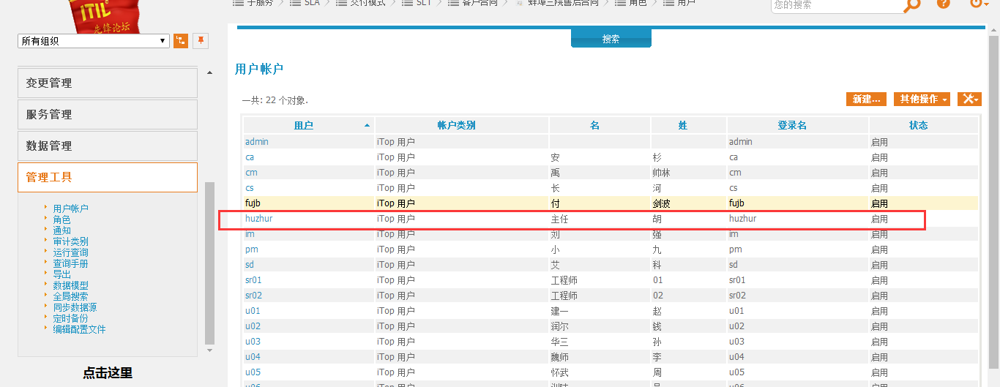 子服务 SLA 交付模式 SLT 客户合同 蚌埠三院售后合同 角色 用户
您的搜索
ITIL
先锋论坛
所有组织
搜索
变更管理
服务管理
数据管理
管理工具
用户帐户
角色
通知
审计类别
运行查询
查询手册
导出
数据模型
全局搜索
同步数据源
定时备份
编辑配置文件
点击这里
用户帐户
一共: 22 个对象.
新建... 其他操作
用户 帐户类别 名 姓 登录名 状态
admin iTop 用户 admin 启用
ca iTop 用户 安 杉 ca 启用
cm iTop 用户 禹 帅林 cm 启用
cs iTop 用户 长 河 cs 启用
fujb iTop 用户 付 剑波 fujb 启用
huzhur iTop 用户 主任 胡 huzhur 启用
im iTop 用户 刘 强 im 启用
pm iTop 用户 小 九 pm 启用
sd iTop 用户 艾 科 sd 启用
sr01 iTop 用户 工程师 01 sr01 启用
sr02 iTop 用户 工程师 02 sr02 启用
u01 iTop 用户 建一 赵 u01 启用
u02 iTop 用户 润尔 钱 u02 启用
u03 iTop 用户 华三 孙 u03 启用
u04 iTop 用户 魏师 李 u04 启用
u05 iTop 用户 怀武 周 u05 启用
u06 iTop 用户 u06 启用